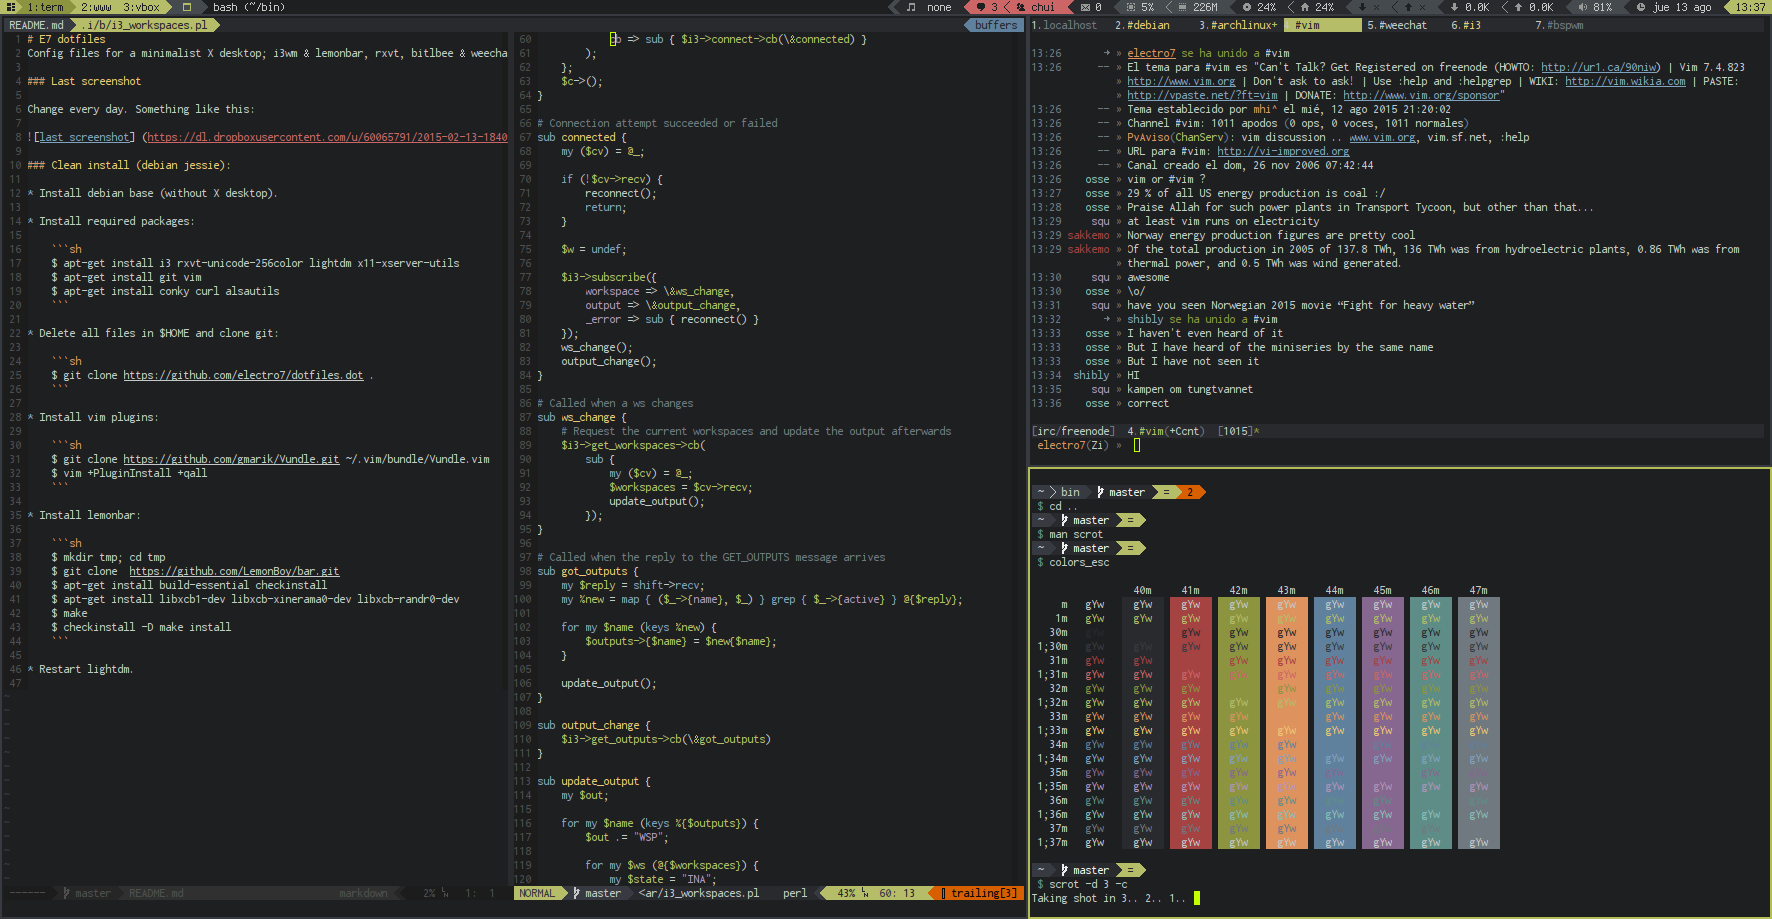 1:term 2:www 3:vbox bash (~/bin) none 3 chui 0 5% 226M 24% 24% × × 0.0K 0.0K 81% jue 13 ago 13:37
README.md .i/b/i3_workspaces.pl buffers
1 # E7 dotfiles
2 Config files for a minimalist X desktop; i3wm & lemonbar, rxvt, bitlbee & weecha
3
4 ### Last screenshot
5
6 Change every day. Something like this:
7
8 ![last screenshot] (https://dl.dropboxusercontent.com/u/60065791/2015-02-13-1840
9
10 ### Clean install (debian jessie):
11
12 * Install debian base (without X desktop).
13
14 * Install required packages:
15
16 ```sh
17 $ apt-get install i3 rxvt-unicode-256color lightdm x11-xserver-utils
18 $ apt-get install git vim
19 $ apt-get install conky curl alsautils
20 ```
21
22 * Delete all files in $HOME and clone git:
23
24 ```sh
25 $ git clone https://github.com/electro7/dotfiles.dot .
26 ```
27
28 * Install vim plugins:
29
30 ```sh
31 $ git clone https://github.com/gmarik/Vundle.git ~/.vim/bundle/Vundle.vim
32 $ vim +PluginInstall +qall
33 ```
34
35 * Install lemonbar:
36
37 ```sh
38 $ mkdir tmp; cd tmp
39 $ git clone  https://github.com/LemonBoy/bar.git
40 $ apt-get install build-essential checkinstall
41 $ apt-get install libxcb1-dev libxcb-xinerama0-dev libxcb-randr0-dev
42 $ make
43 $ checkinstall -D make install
44 ```
45
46 * Restart lightdm.
47
------ master README.md markdown 2% 1: 1
60 cb => sub { $i3->connect->cb(\&connected) }
61 );
62 };
63 $c->();
64 }
65
66 # Connection attempt succeeded or failed
67 sub connected {
68 my ($cv) = @_;
69
70 if (!$cv->recv) {
71 reconnect();
72 return;
73 }
74
75 $w = undef;
76
77 $i3->subscribe({
78 workspace => \&ws_change,
79 output => \&output_change,
80 _error => sub { reconnect() }
81 });
82 ws_change();
83 output_change();
84 }
85
86 # Called when a ws changes
87 sub ws_change {
88 # Request the current workspaces and update the output afterwards
89 $i3->get_workspaces->cb(
90 sub {
91 my ($cv) = @_;
92 $workspaces = $cv->recv;
93 update_output();
94 });
95 }
96
97 # Called when the reply to the GET_OUTPUTS message arrives
98 sub got_outputs {
99 my $reply = shift->recv;
100 my %new = map { ($_->{name}, $_) } grep { $_->{active} } @{$reply};
101
102 for my $name (keys %new) {
103 $outputs->{$name} = $new{$name};
104 }
105
106 update_output();
107 }
108
109 sub output_change {
110 $i3->get_outputs->cb(\&got_outputs)
111 }
112
113 sub update_output {
114 my $out;
115
116 for my $name (keys %{$outputs}) {
117 $out .= "WSP";
118
119 for my $ws (@{$workspaces}) {
120 my $state = "INA";
NORMAL master <ar/i3_workspaces.pl perl 43% 60: 13 trailing[3]
1.localhost 2.#debian 3.#archlinux+ #vim 5.#weechat 6.#i3 7.#bspwm
13:26 → » electro7 se ha unido a #vim
13:26 -- » El tema para #vim es "Can't Talk? Get Registered on freenode (HOWTO: http://ur1.ca/90niw) | Vim 7.4.823
» http://www.vim.org | Don't ask to ask! | Use :help and :helpgrep | WIKI: http://vim.wikia.com | PASTE:
» http://vpaste.net/?ft=vim | DONATE: http://www.vim.org/sponsor"
13:26 -- » Tema establecido por mhi^ el mié, 12 ago 2015 21:20:02
13:26 -- » Channel #vim: 1011 apodos (0 ops, 0 voces, 1011 normales)
13:26 -- » PvAviso(ChanServ): vim discussion .. www.vim.org, vim.sf.net, :help
13:26 -- » URL para #vim: http://vi-improved.org
13:26 -- » Canal creado el dom, 26 nov 2006 07:42:44
13:26 osse » vim or #vim ?
13:27 osse » 29 % of all US energy production is coal :/
13:28 osse » Praise Allah for such power plants in Transport Tycoon, but other than that...
13:29 squ » at least vim runs on electricity
13:29 sakkemo » Norway energy production figures are pretty cool
13:29 sakkemo » Of the total production in 2005 of 137.8 TWh, 136 TWh was from hydroelectric plants, 0.86 TWh was from
» thermal power, and 0.5 TWh was wind generated.
13:30 squ » awesome
13:30 osse » \o/
13:31 squ » have you seen Norwegian 2015 movie “Fight for heavy water”
13:32 → » shibly se ha unido a #vim
13:33 osse » I haven't even heard of it
13:33 osse » But I have heard of the miniseries by the same name
13:33 osse » But I have not seen it
13:34 shibly » HI
13:35 squ » kampen om tungtvannet
13:36 osse » correct
[irc/freenode] 4.#vim(+Ccnt) [1015]*
electro7(Zi) »
~ bin master = 2
$ cd ..
~ master =
$ man scrot
~ master =
$ colors_esc
40m 41m 42m 43m 44m 45m 46m 47m
m gYw gYw gYw gYw gYw gYw gYw gYw gYw
1m gYw gYw gYw gYw gYw gYw gYw gYw gYw
30m gYw gYw gYw gYw gYw gYw gYw gYw
1;30m gYw gYw gYw gYw gYw gYw gYw gYw gYw
31m gYw gYw gYw gYw gYw gYw gYw gYw
1;31m gYw gYw gYw gYw gYw gYw gYw gYw gYw
32m gYw gYw gYw gYw gYw gYw gYw gYw
1;32m gYw gYw gYw gYw gYw gYw gYw gYw gYw
33m gYw gYw gYw gYw gYw gYw gYw gYw
1;33m gYw gYw gYw gYw gYw gYw gYw gYw gYw
34m gYw gYw gYw gYw gYw gYw gYw gYw
1;34m gYw gYw gYw gYw gYw gYw gYw gYw gYw
35m gYw gYw gYw gYw gYw gYw gYw gYw
1;35m gYw gYw gYw gYw gYw gYw gYw gYw gYw
36m gYw gYw gYw gYw gYw gYw gYw gYw
1;36m gYw gYw gYw gYw gYw gYw gYw gYw gYw
37m gYw gYw gYw gYw gYw gYw gYw gYw
1;37m gYw gYw gYw gYw gYw gYw gYw gYw gYw
~ master =
$ scrot -d 3 -c
Taking shot in 3.. 2.. 1..